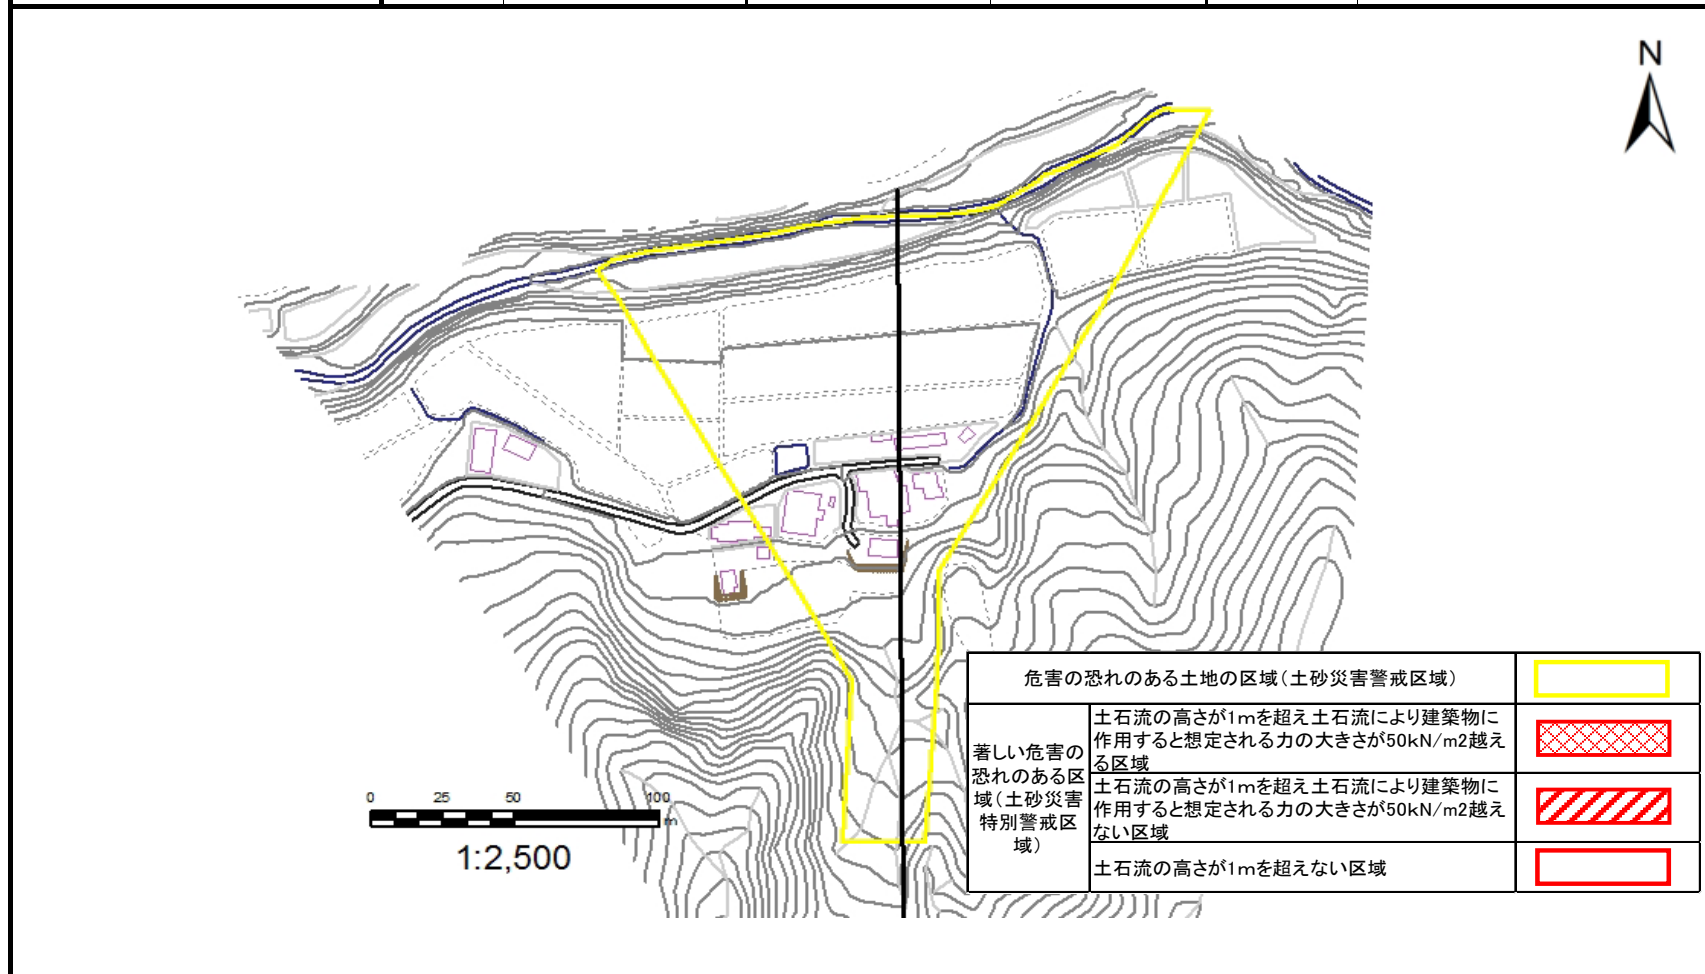 N
危害の恐れのある土地の区域(土砂災害警戒区域)
著しい危害の
恐れのある区
域(土砂災害
特別警戒区
域)
土石流の高さが1mを超え土石流により建築物に
作用すると想定される力の大きさが50kN/m2越え
る区域
土石流の高さが1mを超え土石流により建築物に
作用すると想定される力の大きさが50kN/m2越え
ない区域
土石流の高さが1mを超えない区域
0 25 50 100
m
1:2,500